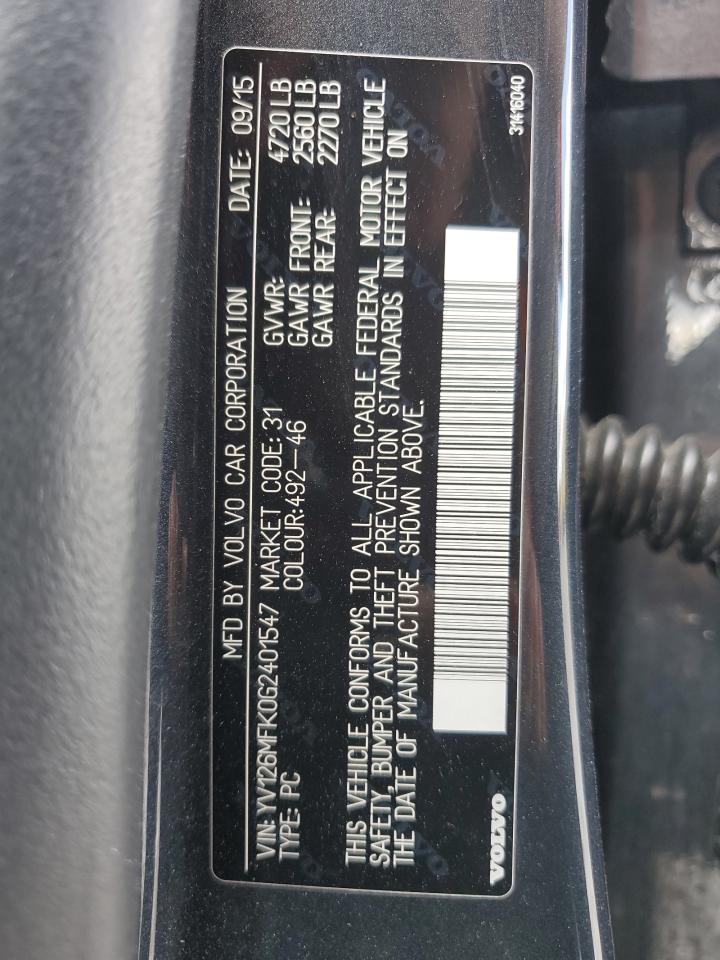 MFD BY VOLVO CAR CORPORATION DATE: 09/15
VIN: YV126MFK0G2401547 MARKET CODE: 31 GVWR: 4720 LB
TYPE: PC COLOUR:492--46 GAWR FRONT: 2560 LB
GAWR REAR: 2270 LB
THIS VEHICLE CONFORMS TO ALL APPLICABLE FEDERAL MOTOR VEHICLE
SAFETY, BUMPER AND THEFT PREVENTION STANDARDS IN EFFECT ON
THE DATE OF MANUFACTURE SHOWN ABOVE.
VOLVO 31416040